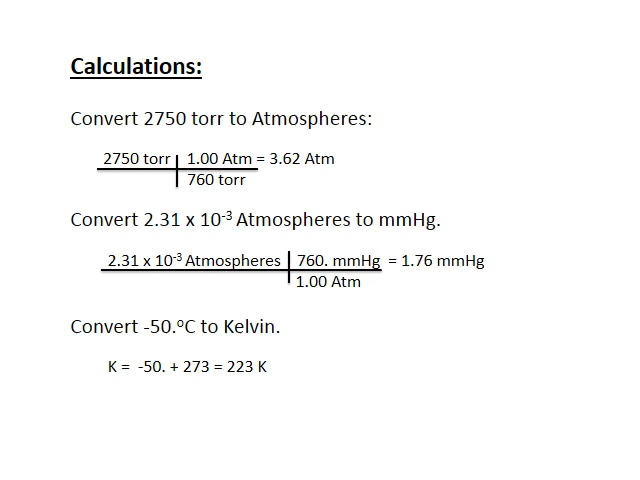 Calculations:
Convert 2750 torr to Atmospheres:
2750 torr | 1.00 Atm = 3.62 Atm
760 torr
Convert 2.31 x 10⁻³ Atmospheres to mmHg.
2.31 x 10⁻³ Atmospheres | 760. mmHg = 1.76 mmHg
1.00 Atm
Convert -50.ºC to Kelvin.
K = -50. + 273 = 223 K